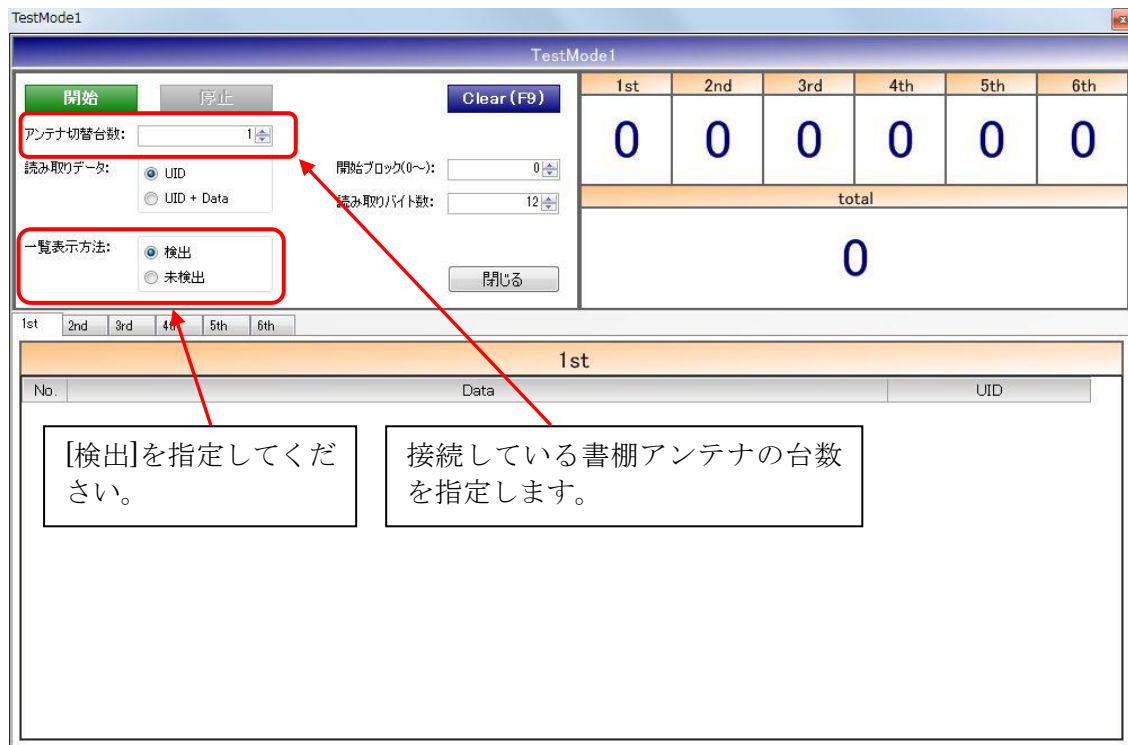 TestMode1
TestMode1
開始
停止
Clear(F9)
アンテナ切替台数:
1
読み取りデータ:
UID
UID + Data
開始ブロック(0～):
0
読み取りバイト数:
12
一覧表示方法:
検出
未検出
閉じる
1st
2nd
3rd
4th
5th
6th
0
0
0
0
0
0
total
0
1st
2nd
3rd
4th
5th
6th
1st
No.
Data
UID
[検出]を指定してくだ
さい。
接続している書棚アンテナの台数
を指定します。